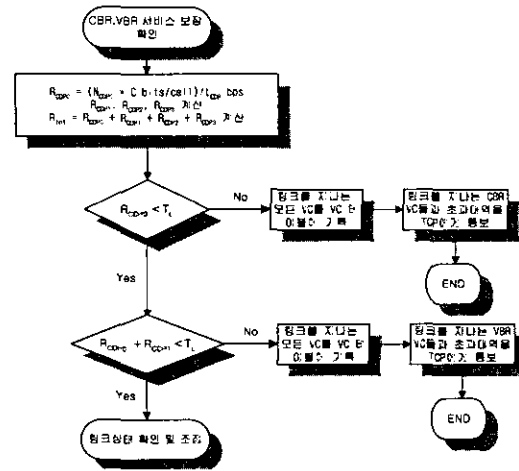 CBR,VBR 서비스 보장
확인
R_CDP0 = (N_CDP0 * C bits/cell)/t_CDP bps
R_CDP1, R_CDP2, R_CDP3 계산
R_tot = R_CDP0 + R_CDP1 + R_CDP2 + R_CDP3 계산
R_CDP0 < T_L
No
링크를 지나는
모든 VC를 VC 테
이블에 기록
링크를 지나는 CBR
VC들과 초과대역을
TCP에게 통보
END
Yes
R_CDP0 + R_CDP1 < T_L
No
링크를 지나는
모든 VC를 VC 테
이블에 기록
링크를 지나는 VBR
VC들과 초과대역을
TCP에게 통보
END
Yes
링크상태 확인 및 조정